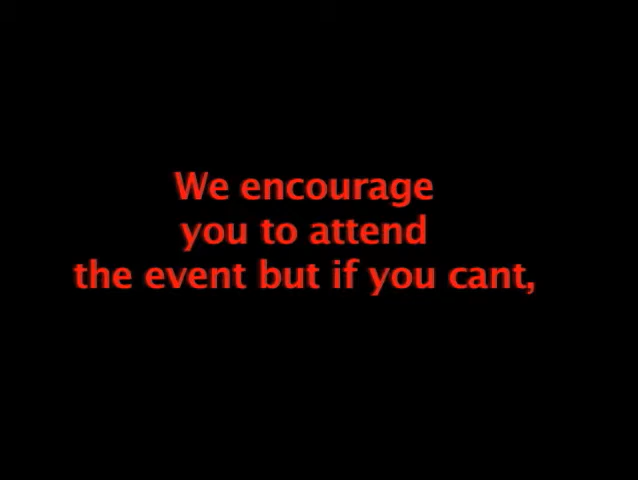 We encourage
you to attend
the event but if you cant,